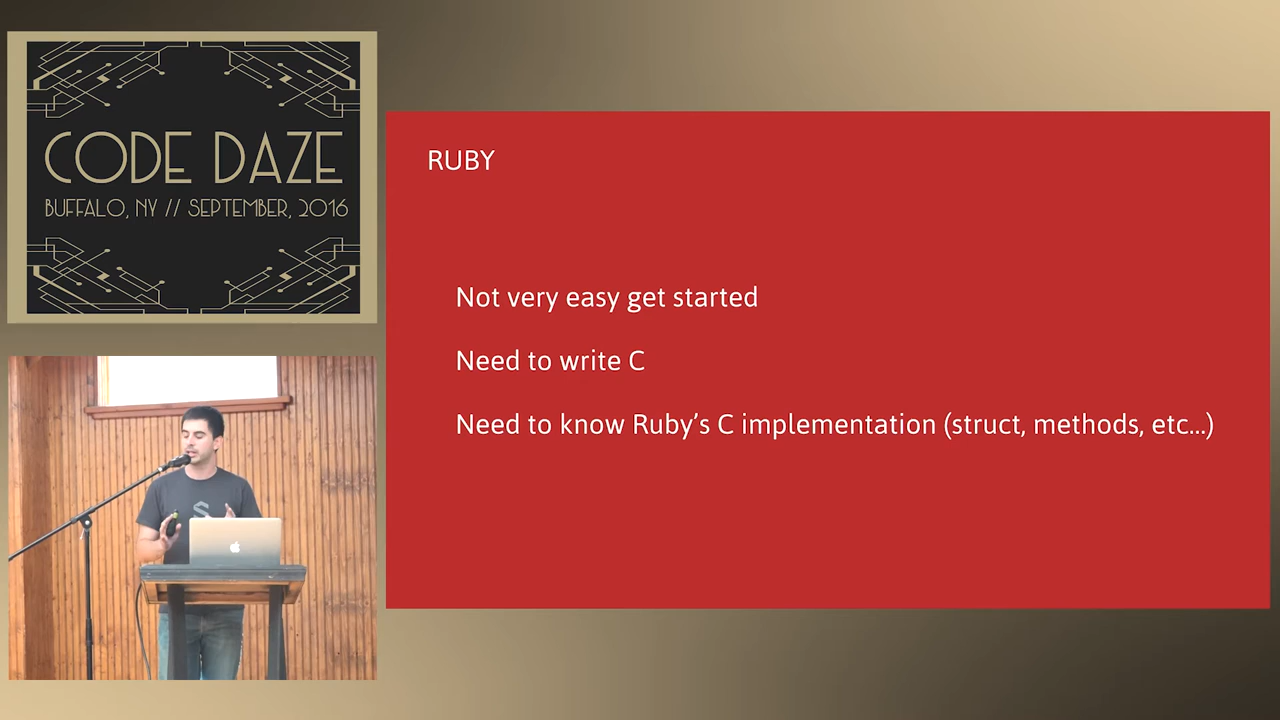 CODE DAZE
BUFFALO, NY // SEPTEMBER, 2016
RUBY
Not very easy get started
Need to write C
Need to know Ruby’s C implementation (struct, methods, etc...)
S